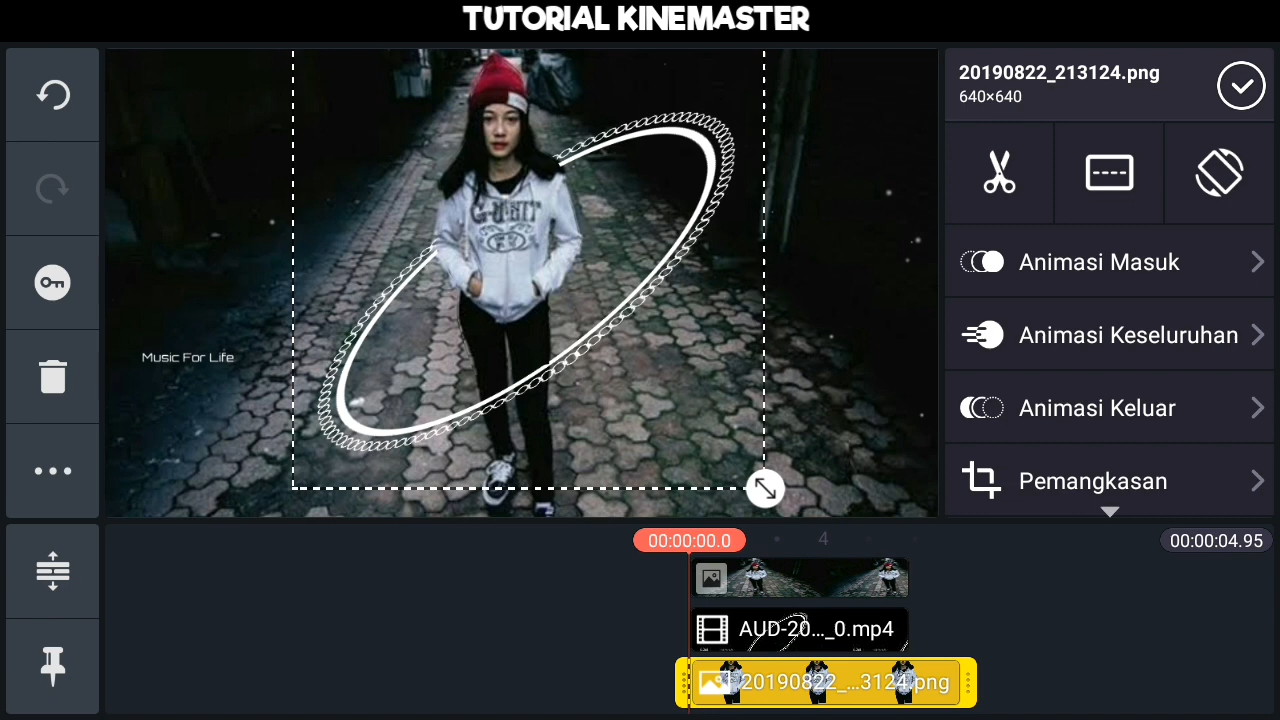 TUTORIAL KINEMASTER
20190822_213124.png
640×640
G-UNIT
Music For Life
Animasi Masuk
Animasi Keseluruhan
Animasi Keluar
Pemangkasan
00:00:00.0
4
00:00:04.95
AUD-20..._0.mp4
20190822_...3124.png